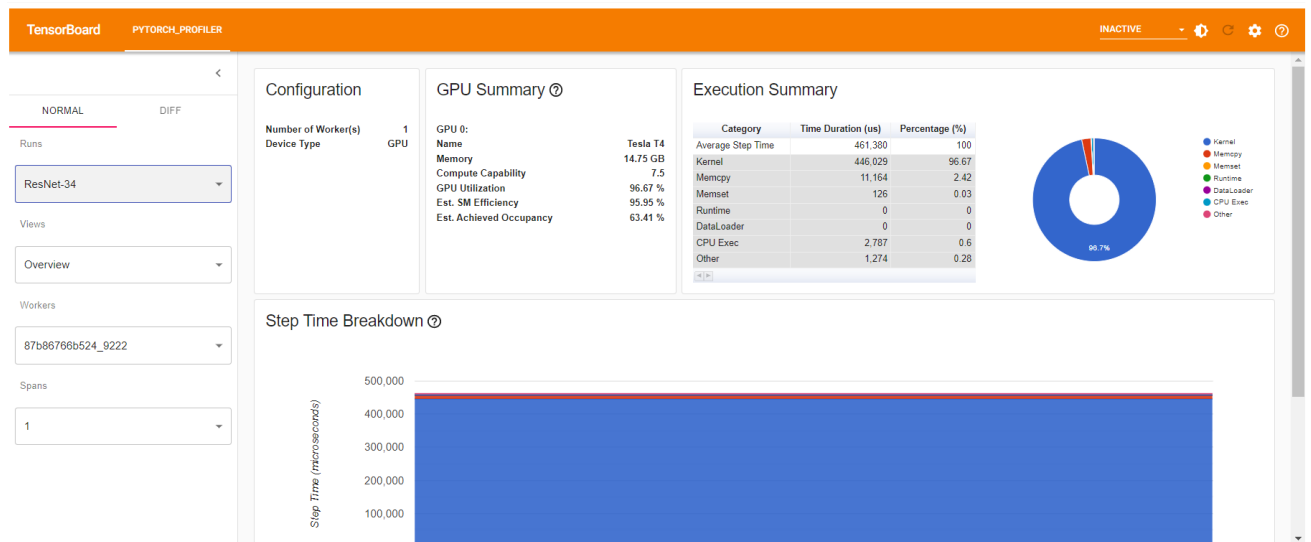 TensorBoard PYTORCH_PROFILER INACTIVE
NORMAL DIFF
Runs
ResNet-34
Views
Overview
Workers
87b86766b524_9222
Spans
1
Configuration
Number of Worker(s) 1
Device Type GPU
GPU Summary
GPU 0:
Name Tesla T4
Memory 14.75 GB
Compute Capability 7.5
GPU Utilization 96.67 %
Est. SM Efficiency 95.95 %
Est. Achieved Occupancy 63.41 %
Execution Summary
Category Time Duration (us) Percentage (%)
Average Step Time 461,380 100
Kernel 446,029 96.67
Memcpy 11,164 2.42
Memset 126 0.03
Runtime 0 0
DataLoader 0 0
CPU Exec 2,787 0.6
Other 1,274 0.28
96.7%
Kernel
Memcpy
Memset
Runtime
DataLoader
CPU Exec
Other
Step Time Breakdown
Step Time (microseconds)
500,000
400,000
300,000
200,000
100,000